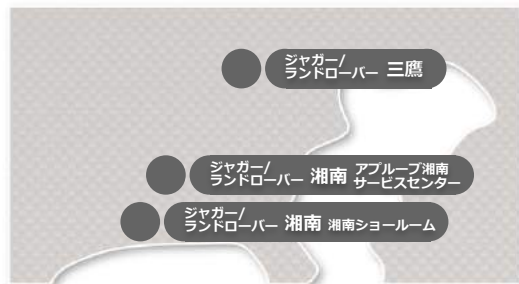 ジャガー/
ランドローバー 三鷹
ジャガー/
ランドローバー 湘南 アプルーブ湘南
サービスセンター
ジャガー/
ランドローバー 湘南 湘南ショールーム